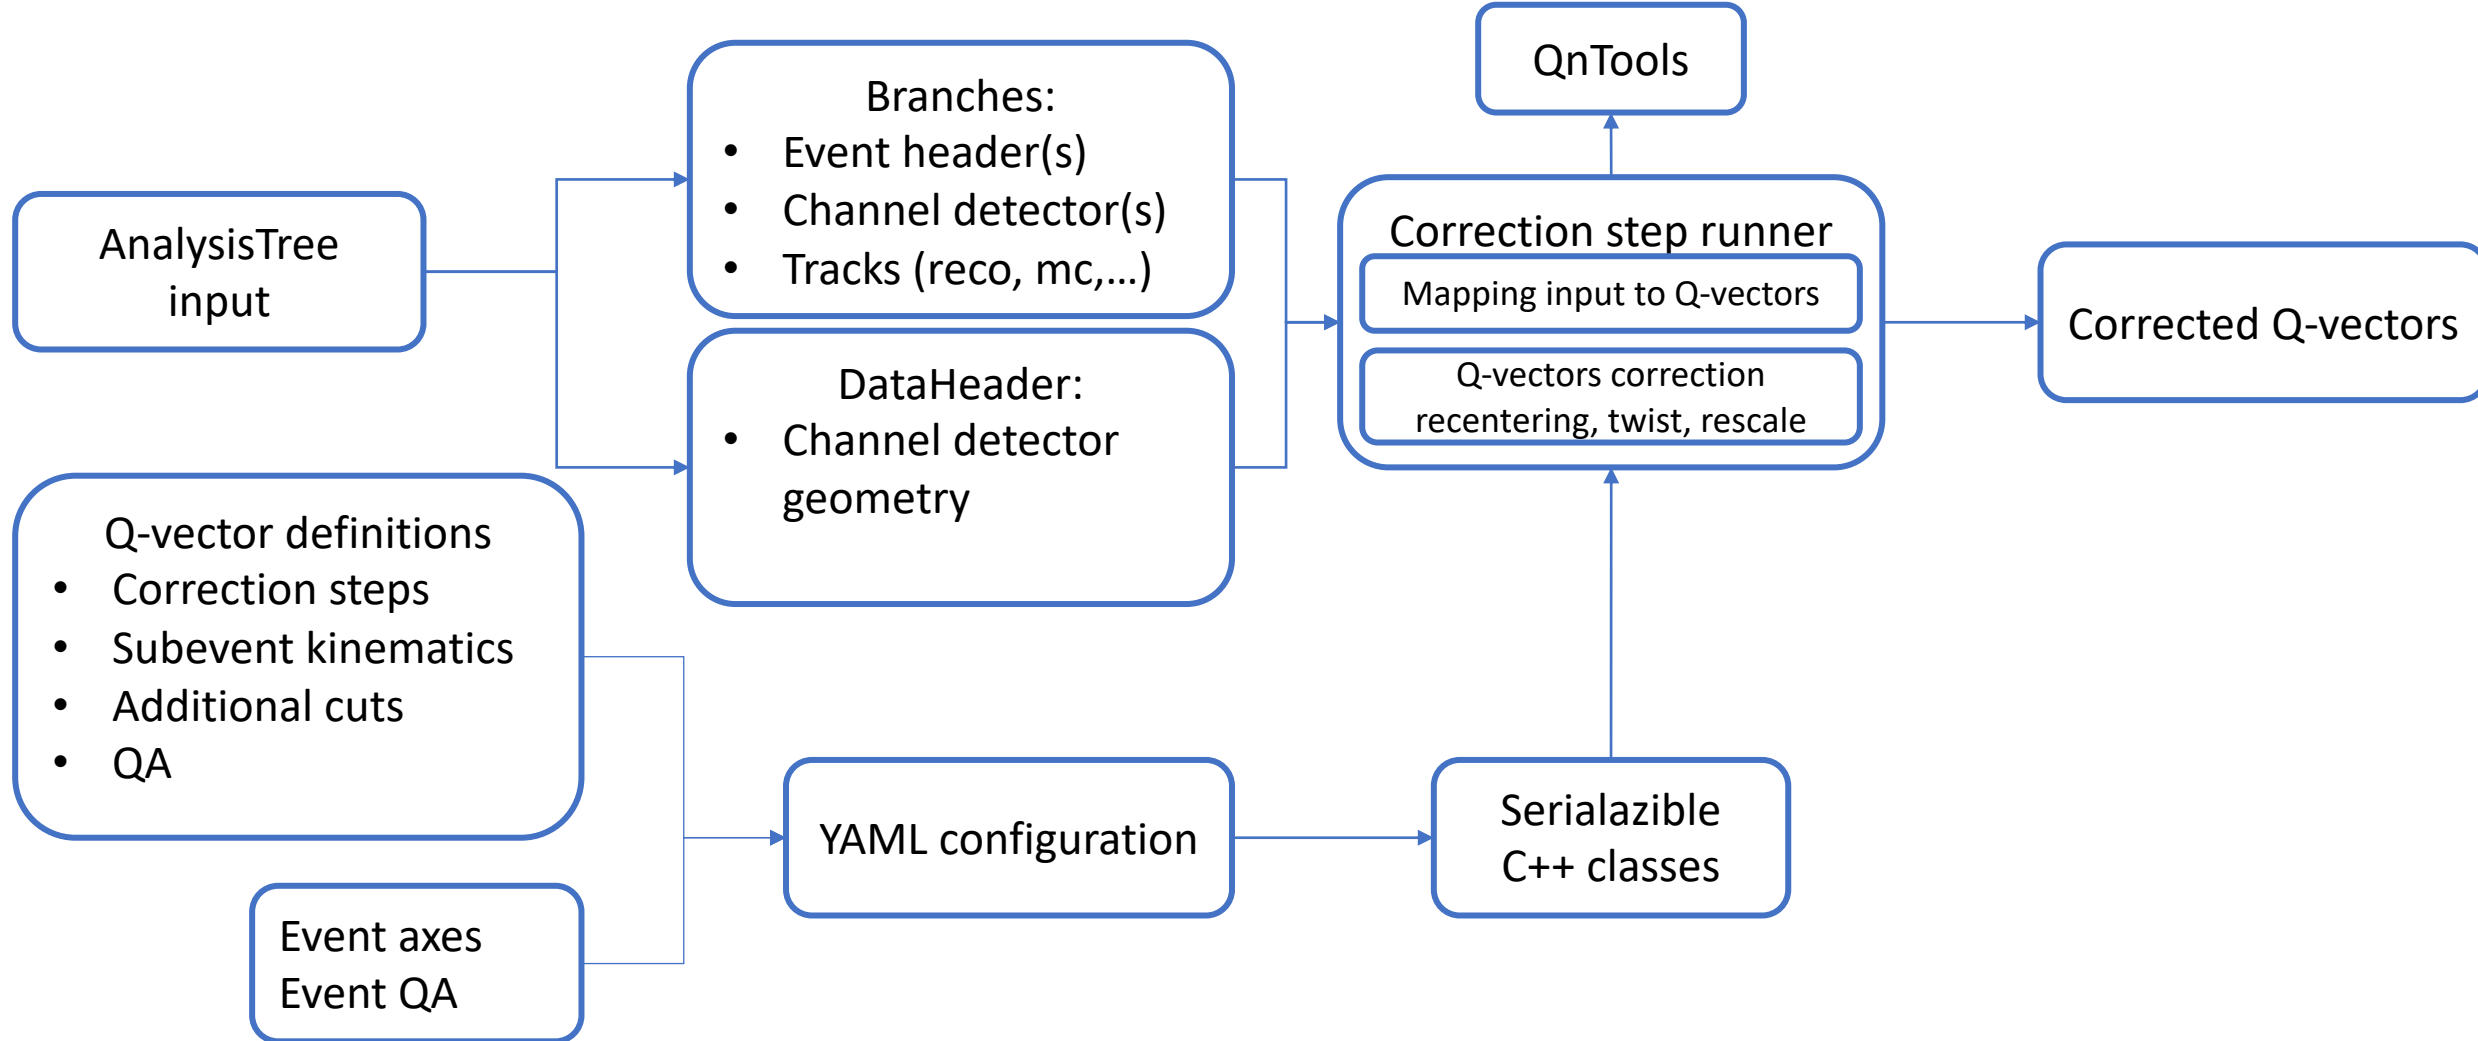 AnalysisTree
input
Branches:
• Event header(s)
• Channel detector(s)
• Tracks (reco, mc,...)
DataHeader:
• Channel detector
geometry
QnTools
Correction step runner
Mapping input to Q-vectors
Q-vectors correction
recentering, twist, rescale
Corrected Q-vectors
Q-vector definitions
• Correction steps
• Subevent kinematics
• Additional cuts
• QA
Event axes
Event QA
YAML configuration
Serialazible
C++ classes